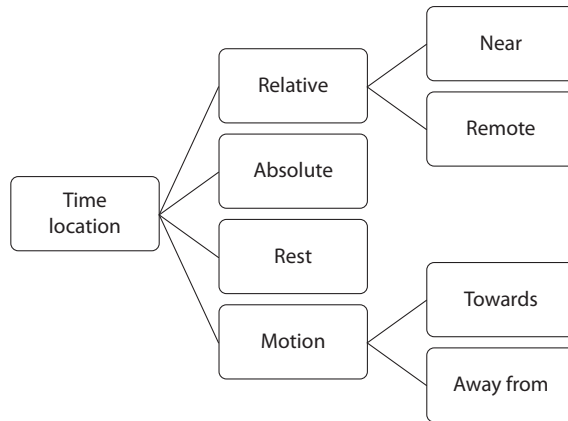 Time
location
Relative
Absolute
Rest
Motion
Near
Remote
Towards
Away from